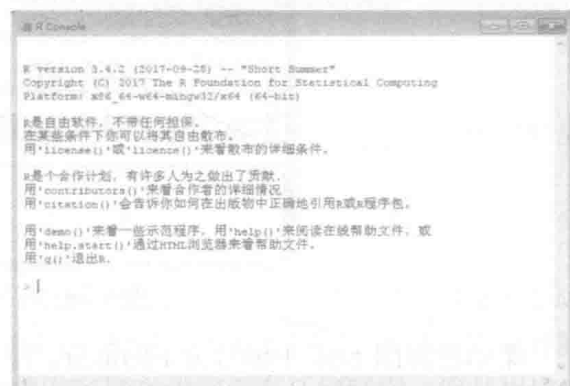 R Console
R version 3.4.2 (2017-09-28) -- "Short Summer"
Copyright (C) 2017 The R Foundation for Statistical Computing
Platform: x86_64-w64-mingw32/x64 (64-bit)
R是自由软件，不带任何担保。
在某些条件下你可以将其自由散布。
用'license()'或'licence()'来看散布的详细条件。
R是个合作计划，有许多人为之做出了贡献.
用'contributors()'来看合作者的详细情况
用'citation()'会告诉你如何在出版物中正确地引用R或R程序包。
用'demo()'来看一些示范程序，用'help()'来阅读在线帮助文件，或
用'help.start()'通过HTML浏览器来看帮助文件。
用'q()'退出R.
>